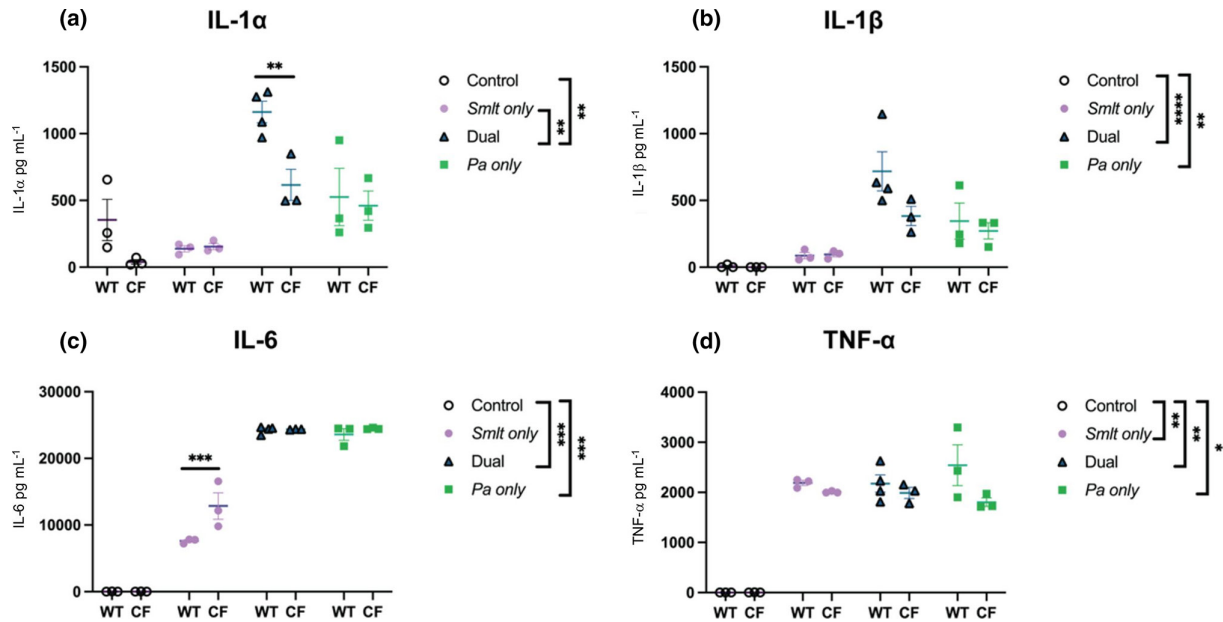 (a) IL-1α
IL-1α pg mL-1
1500
1000
500
0
**
WT CF WT CF WT CF WT CF
Control
Smlt only
Dual
Pa only
**
**
(b) IL-1β
IL-1β pg mL-1
1500
1000
500
0
WT CF WT CF WT CF WT CF
Control
Smlt only
Dual
Pa only
****
**
(c) IL-6
IL-6 pg mL-1
30000
20000
10000
0
***
WT CF WT CF WT CF WT CF
Control
Smlt only
Dual
Pa only
***
***
(d) TNF-α
TNF-α pg mL-1
4000
3000
2000
1000
0
WT CF WT CF WT CF WT CF
Control
Smlt only
Dual
Pa only
**
**
*